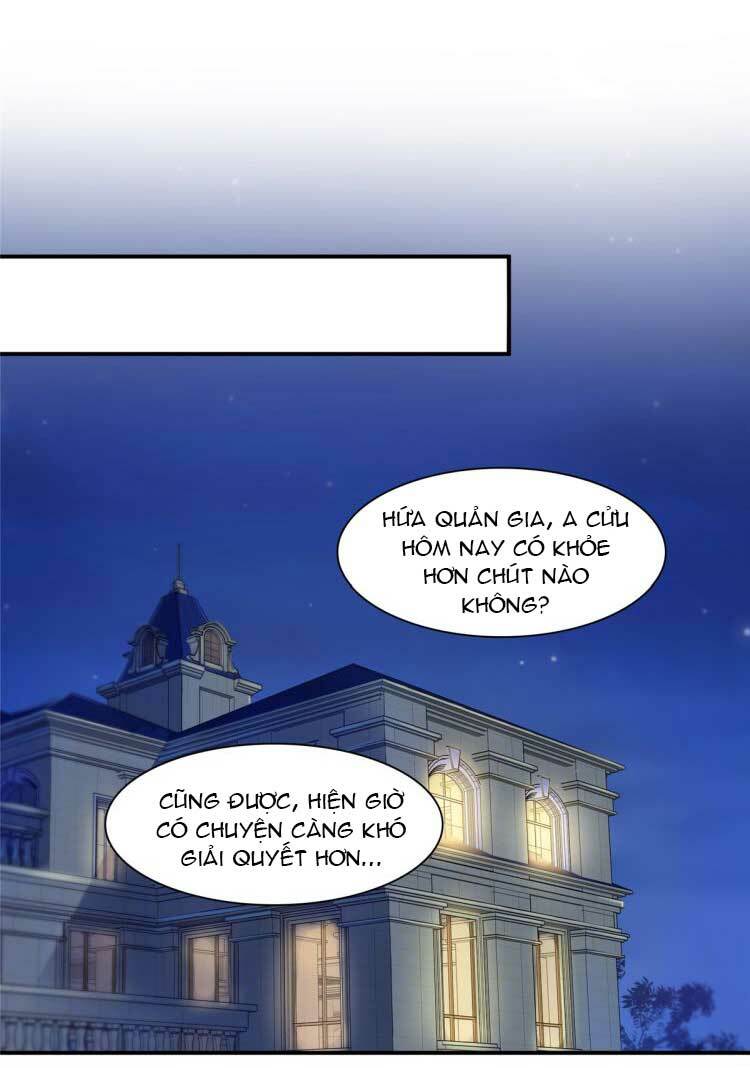 HỨA QUẢN GIA, A CỬU
HÔM NAY CÓ KHỎE
HƠN CHÚT NÀO
KHÔNG?
CŨNG ĐƯỢC, HIỆN GIỜ
CÓ CHUYỆN CÀNG KHÓ
GIẢI QUYẾT HƠN...